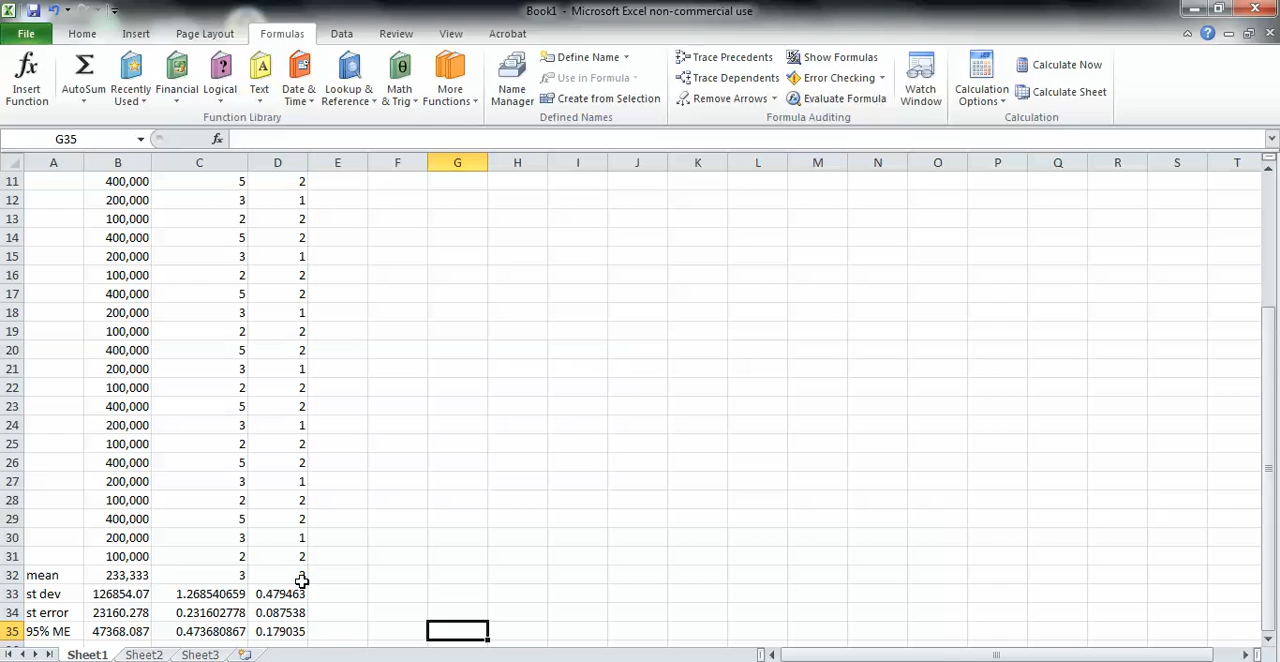 Book1 - Microsoft Excel non-commercial use
File Home Insert Page Layout Formulas Data Review View Acrobat
fx Σ ? A θ
Insert Function
AutoSum
Recently Used
Financial
Logical
Text
Date & Time
Lookup & Reference
Math & Trig
More Functions
Function Library
Name Manager
Define Name
Use in Formula
Create from Selection
Defined Names
Trace Precedents
Trace Dependents
Remove Arrows
Show Formulas
Error Checking
Evaluate Formula
Formula Auditing
Watch Window
Calculation Options
Calculate Now
Calculate Sheet
Calculation
G35 fx
A B C D E F G H I J K L M N O P Q R S T
11 400,000 5 2
12 200,000 3 1
13 100,000 2 2
14 400,000 5 2
15 200,000 3 1
16 100,000 2 2
17 400,000 5 2
18 200,000 3 1
19 100,000 2 2
20 400,000 5 2
21 200,000 3 1
22 100,000 2 2
23 400,000 5 2
24 200,000 3 1
25 100,000 2 2
26 400,000 5 2
27 200,000 3 1
28 100,000 2 2
29 400,000 5 2
30 200,000 3 1
31 100,000 2 2
32 mean 233,333 3
33 st dev 126854.07 1.268540659 0.479463
34 st error 23160.278 0.231602778 0.087538
35 95% ME 47368.087 0.473680867 0.179035
Sheet1 Sheet2 Sheet3